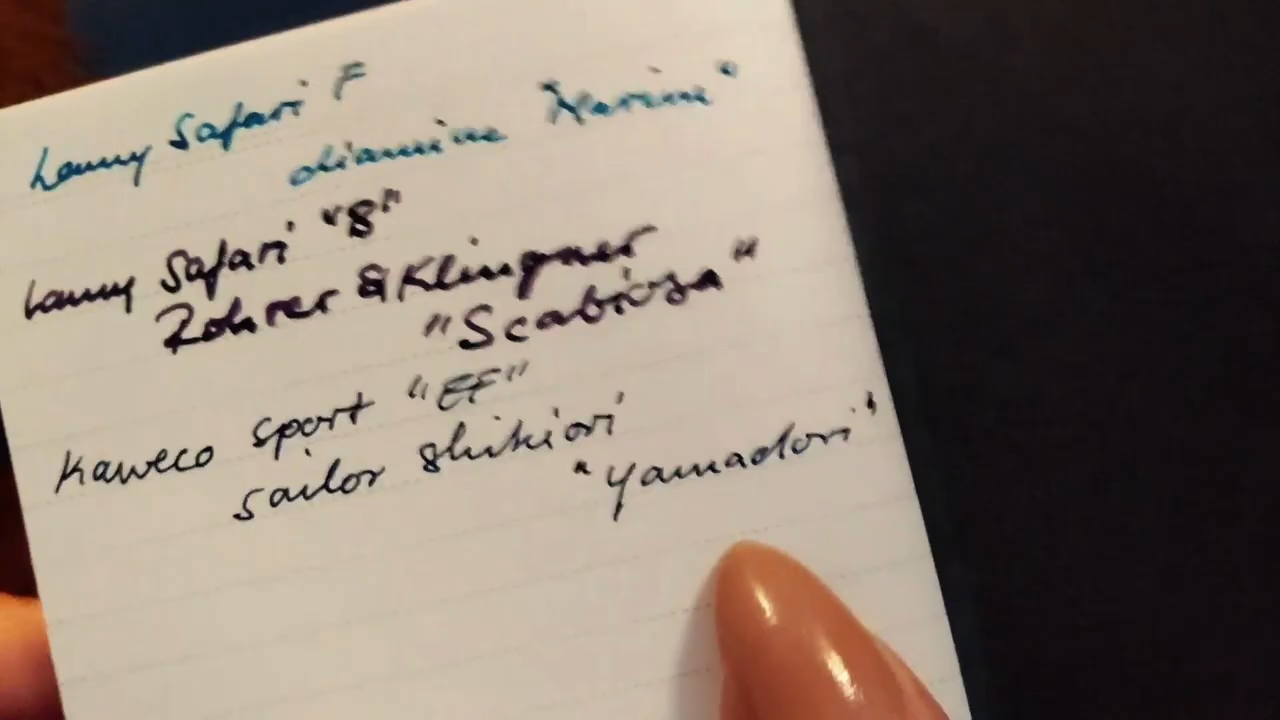 Lamy Safari F
diamine "Marine"
Lamy Safari "B"
Rohrer & Klingner
"Scabiosa"
Kaweco Sport "EF"
Sailor Shikiori
"Yamadori"